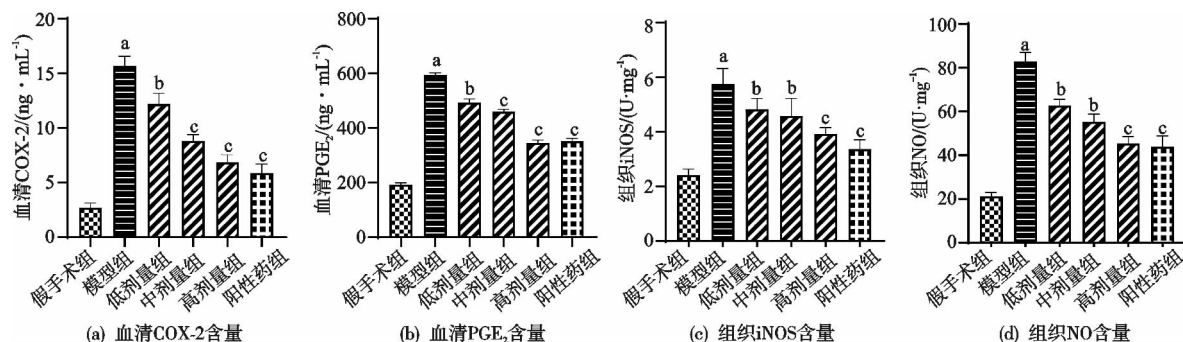 血清COX-2/(ng · mL⁻¹)
20
15
10
5
0
a
b
c
c
c
假手术组
模型组
低剂量组
中剂量组
高剂量组
阳性药组
(a) 血清COX-2含量
血清PGE₂/(ng · mL⁻¹)
800
600
400
200
0
a
b
c
c
c
假手术组
模型组
低剂量组
中剂量组
高剂量组
阳性药组
(b) 血清PGE₂含量
组织iNOS/(U·mg⁻¹)
8
6
4
2
0
a
b
b
c
c
假手术组
模型组
低剂量组
中剂量组
高剂量组
阳性药组
(c) 组织iNOS含量
组织NO/(U·mg⁻¹)
100
80
60
40
20
0
a
b
b
c
c
假手术组
模型组
低剂量组
中剂量组
高剂量组
阳性药组
(d) 组织NO含量